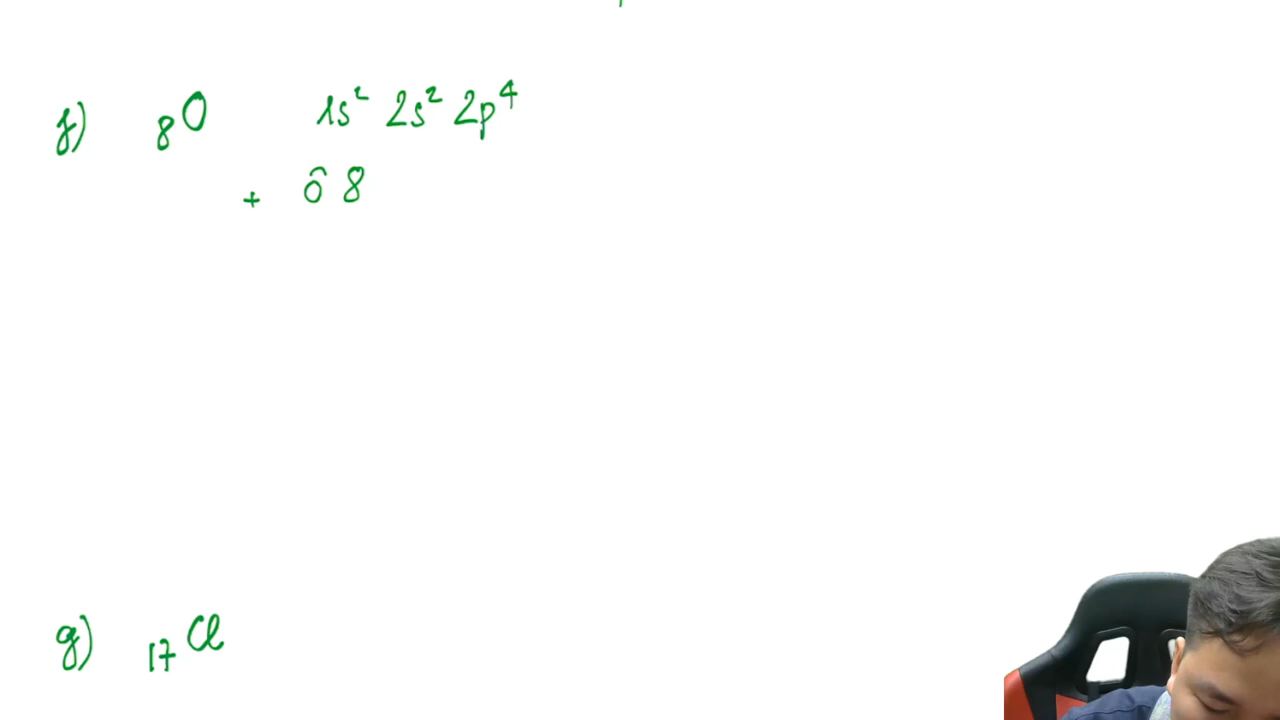 f) ₈O 1s² 2s² 2p⁴
+ ô 8
g) ₁₇Cl